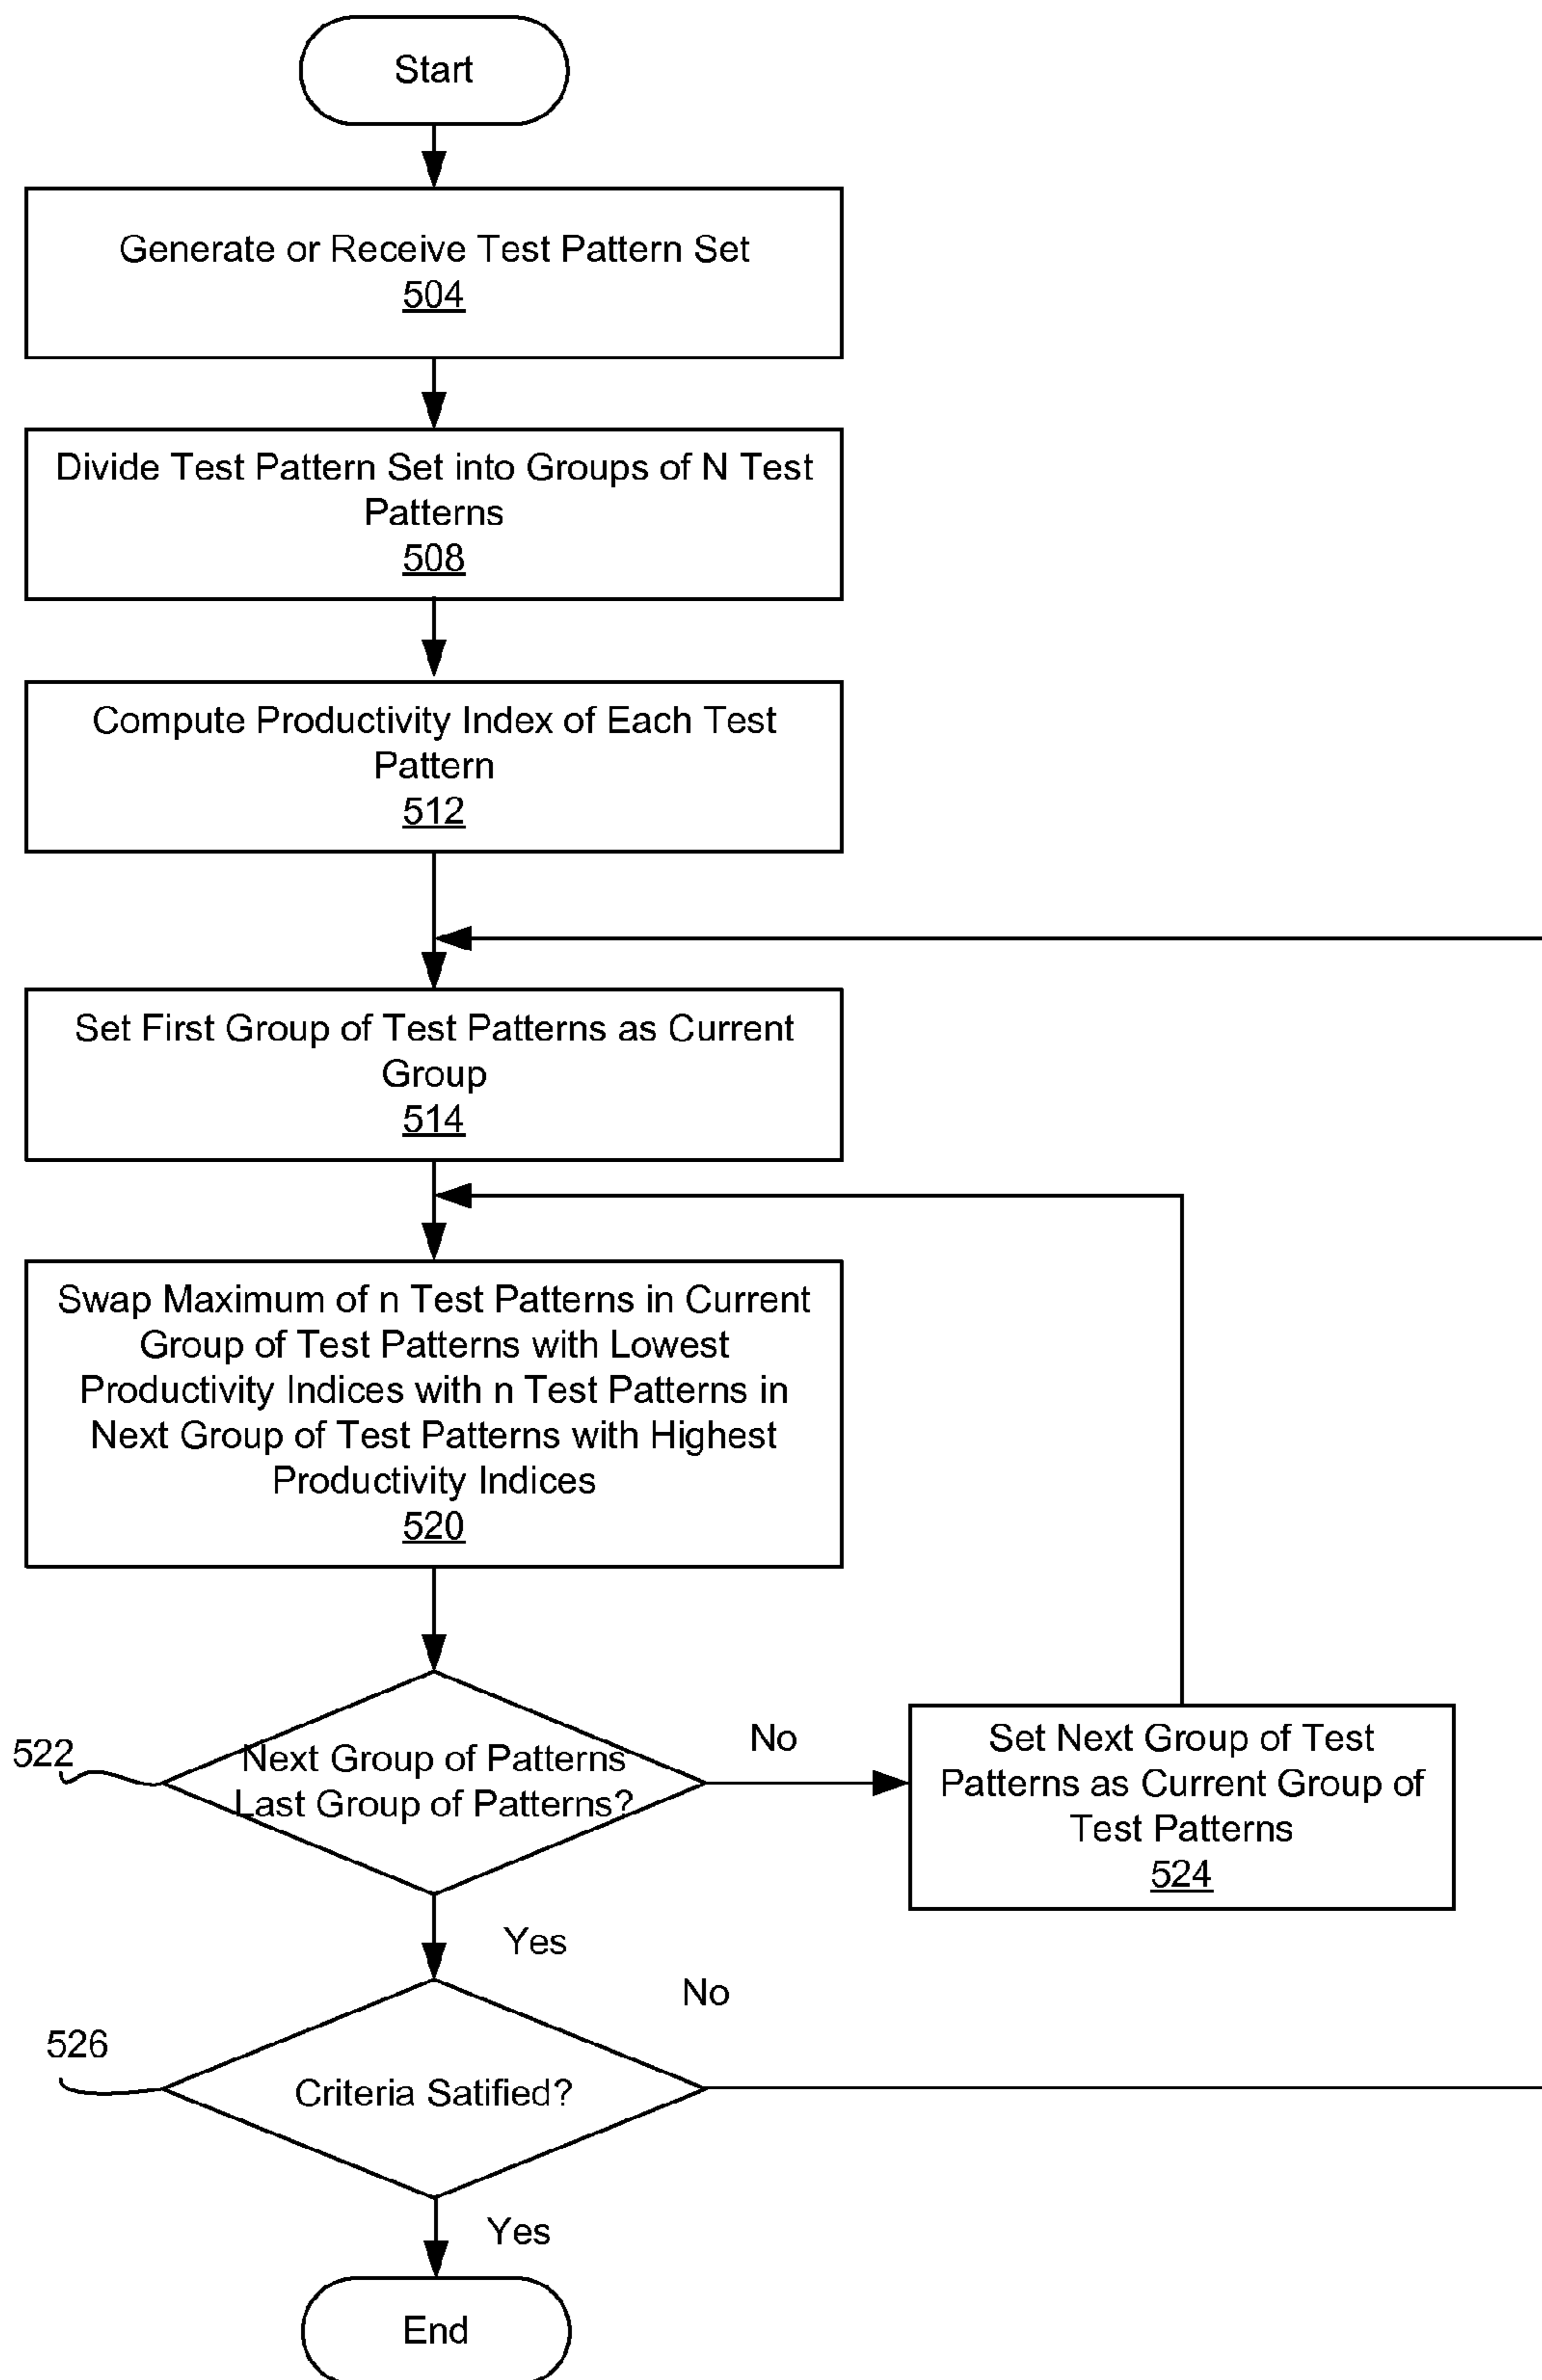 Start
Generate or Receive Test Pattern Set
504
Divide Test Pattern Set into Groups of N Test
Patterns
508
Compute Productivity Index of Each Test
Pattern
512
Set First Group of Test Patterns as Current
Group
514
Swap Maximum of n Test Patterns in Current
Group of Test Patterns with Lowest
Productivity Indices with n Test Patterns in
Next Group of Test Patterns with Highest
Productivity Indices
520
522
Next Group of Patterns
Last Group of Patterns?
No
Set Next Group of Test
Patterns as Current Group of
Test Patterns
524
Yes
No
526
Criteria Satified?
Yes
End